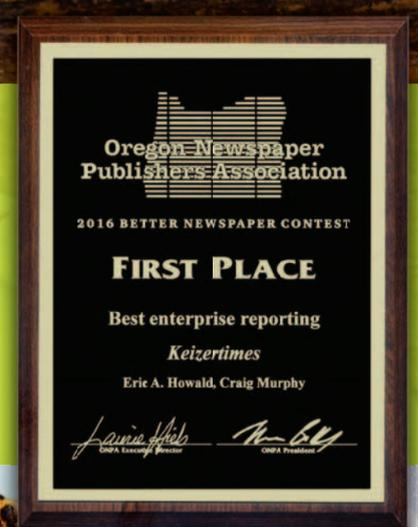 Oregon Newspaper
Publishers Association
2016 BETTER NEWSPAPER CONTEST
FIRST PLACE
Best enterprise reporting
Keizertimes
Eric A. Howald, Craig Murphy
ONPA Executive Director ONPA President